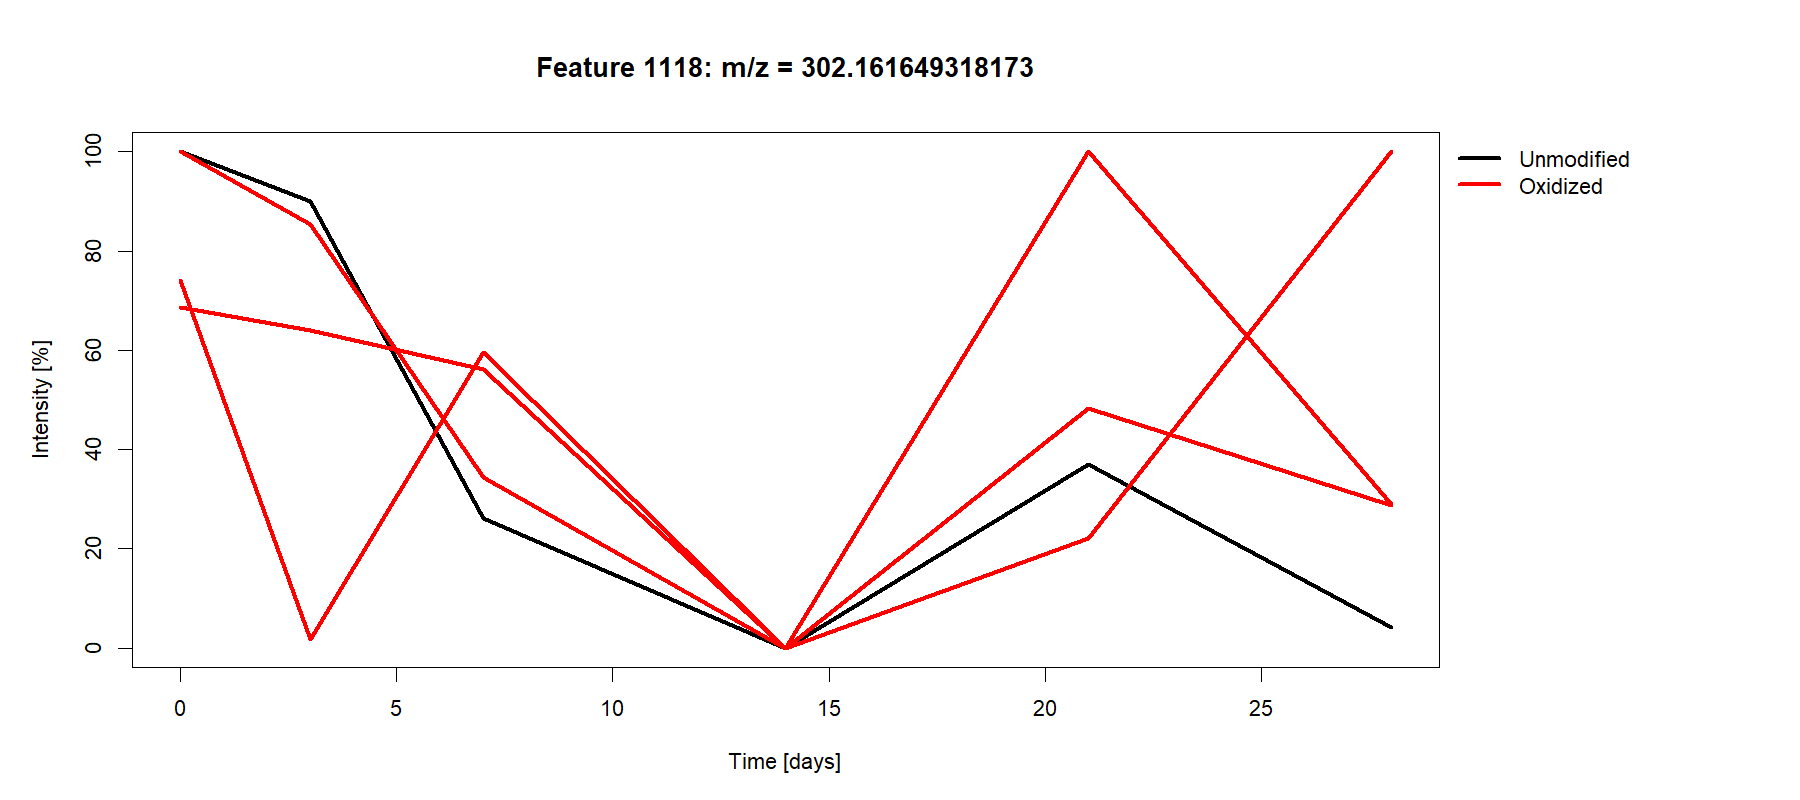 Feature 1118: m/z = 302.161649318173
Unmodified
Oxidized
Intensity [%]
100
80
60
40
20
0
0 5 10 15 20 25
Time [days]